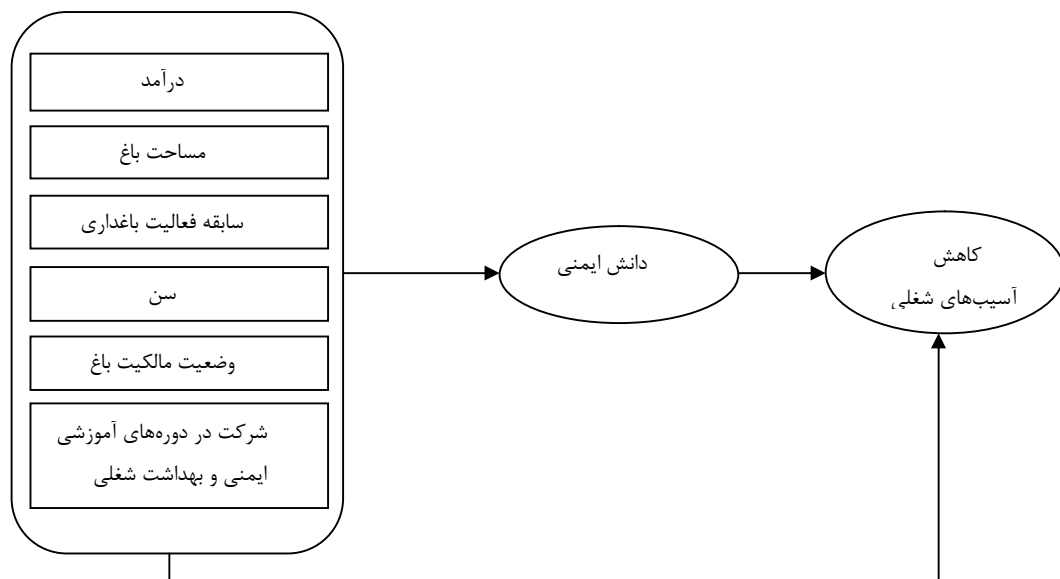 درآمد
مساحت باغ
سابقه فعالیت باغداری
سن
وضعیت مالکیت باغ
شرکت در دوره‌های آموزشی
ایمنی و بهداشت شغلی
دانش ایمنی
کاهش
آسیب‌های شغلی